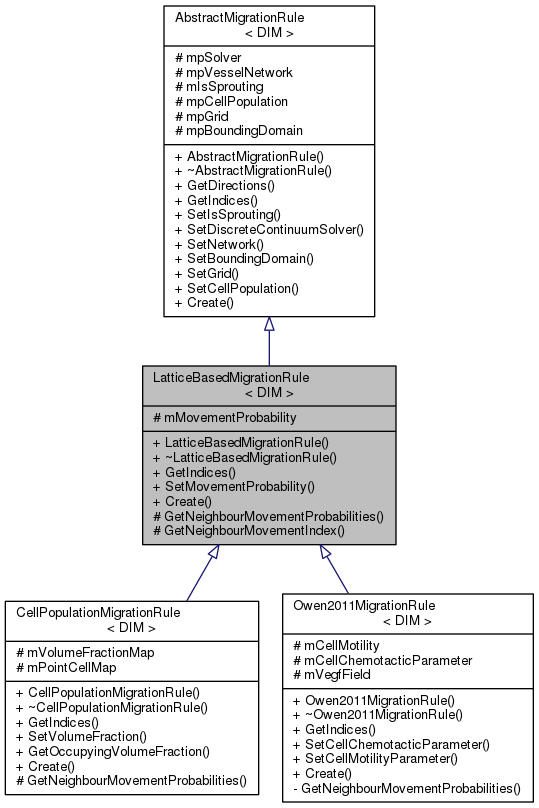 AbstractMigrationRule
< DIM >
# mpSolver
# mpVesselNetwork
# mIsSprouting
# mpCellPopulation
# mpGrid
# mpBoundingDomain
+ AbstractMigrationRule()
+ ~AbstractMigrationRule()
+ GetDirections()
+ GetIndices()
+ SetIsSprouting()
+ SetDiscreteContinuumSolver()
+ SetNetwork()
+ SetBoundingDomain()
+ SetGrid()
+ SetCellPopulation()
+ Create()
LatticeBasedMigrationRule
< DIM >
# mMovementProbability
+ LatticeBasedMigrationRule()
+ ~LatticeBasedMigrationRule()
+ GetIndices()
+ SetMovementProbability()
+ Create()
# GetNeighbourMovementProbabilities()
# GetNeighbourMovementIndex()
CellPopulationMigrationRule
< DIM >
# mVolumeFractionMap
# mPointCellMap
+ CellPopulationMigrationRule()
+ ~CellPopulationMigrationRule()
+ GetIndices()
+ SetVolumeFraction()
+ GetOccupyingVolumeFraction()
+ Create()
# GetNeighbourMovementProbabilities()
Owen2011MigrationRule
< DIM >
# mCellMotility
# mCellChemotacticParameter
# mVegfField
+ Owen2011MigrationRule()
+ ~Owen2011MigrationRule()
+ GetIndices()
+ SetCellChemotacticParameter()
+ SetCellMotilityParameter()
+ Create()
- GetNeighbourMovementProbabilities()